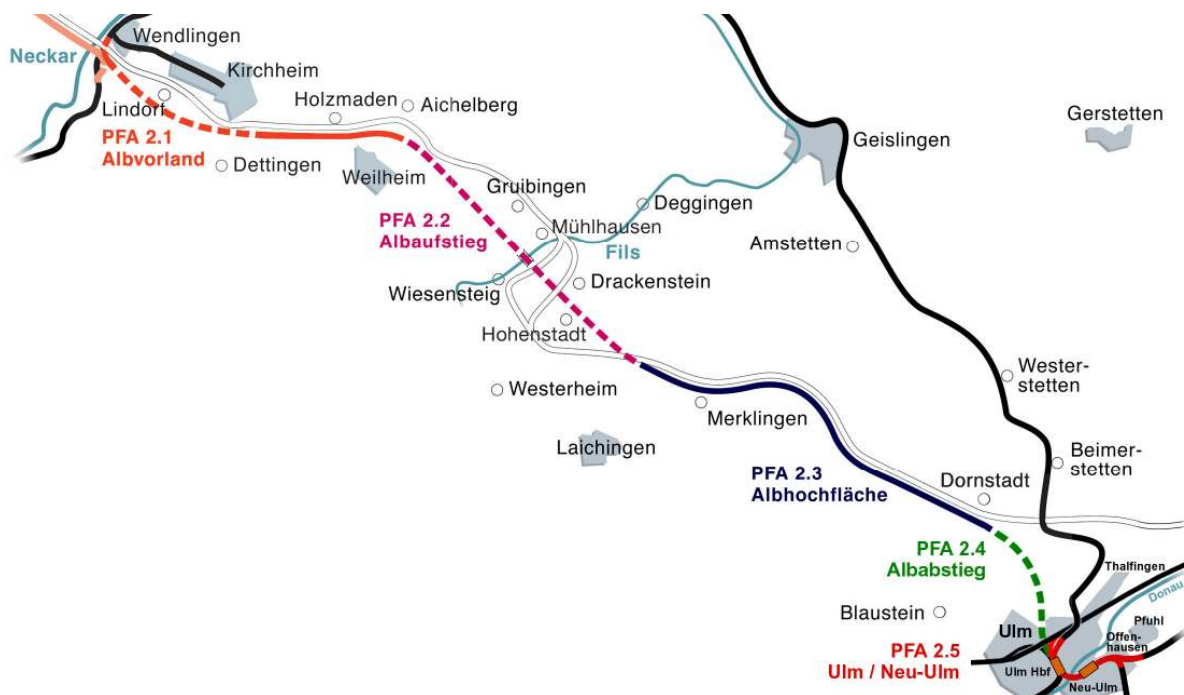 Wendlingen
Neckar
Kirchheim
Holzmaden
Aichelberg
Lindorf
Gerstetten
PFA 2.1
Albvorland
Geislingen
Dettingen
Weilheim
Gruibingen
Deggingen
PFA 2.2
Albaufstieg
Mühlhausen
Fils
Amstetten
Wiesensteig
Drackenstein
Hohenstadt
Wester-
stetten
Westerheim
Merklingen
Laichingen
Beimer-
stetten
PFA 2.3
Albhochfläche
Dornstadt
PFA 2.4
Albabstieg
Thalfingen
Donau
Blaustein
Ulm
Pfuhl
Offen-
hausen
PFA 2.5
Ulm / Neu-Ulm
Ulm Hbf
Neu-Ulm